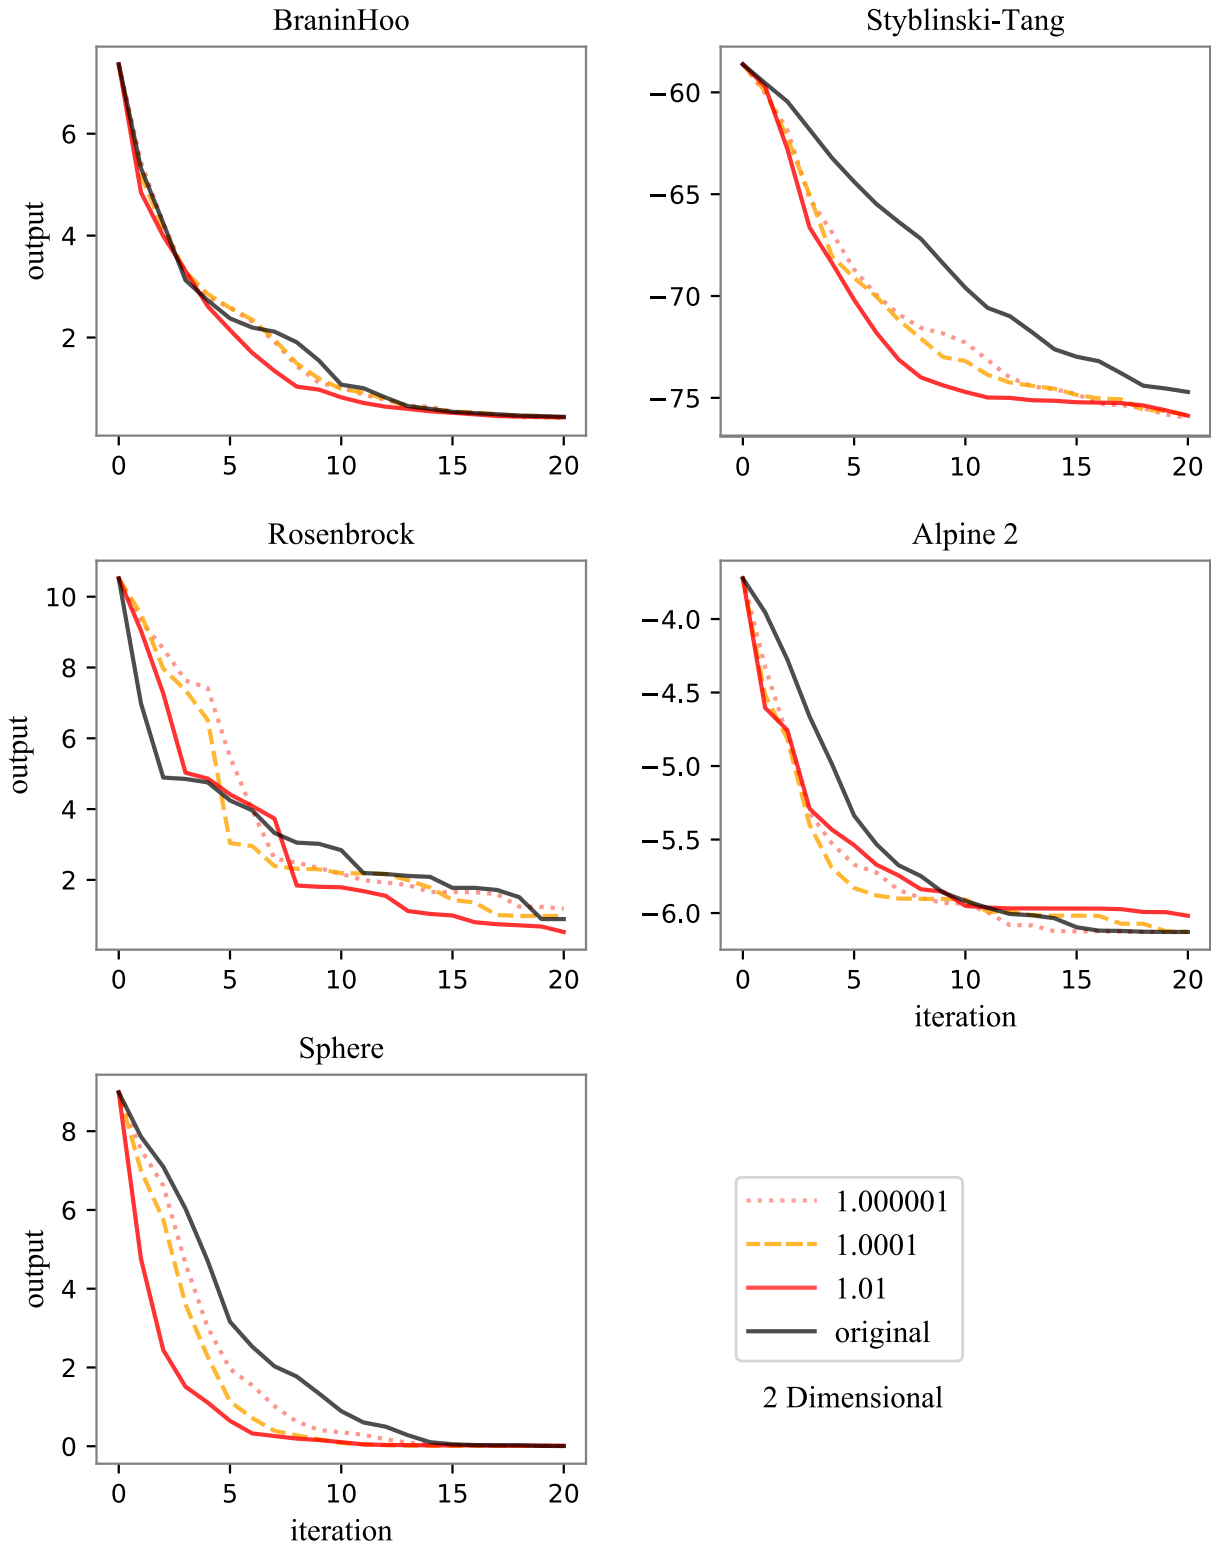 BraninHoo
output
6
4
2
0 5 10 15 20
Styblinski-Tang
−60
−65
−70
−75
0 5 10 15 20
Rosenbrock
output
10
8
6
4
2
0 5 10 15 20
Alpine 2
−4.0
−4.5
−5.0
−5.5
−6.0
0 5 10 15 20
iteration
Sphere
output
8
6
4
2
0
0 5 10 15 20
iteration
1.000001
1.0001
1.01
original
2 Dimensional